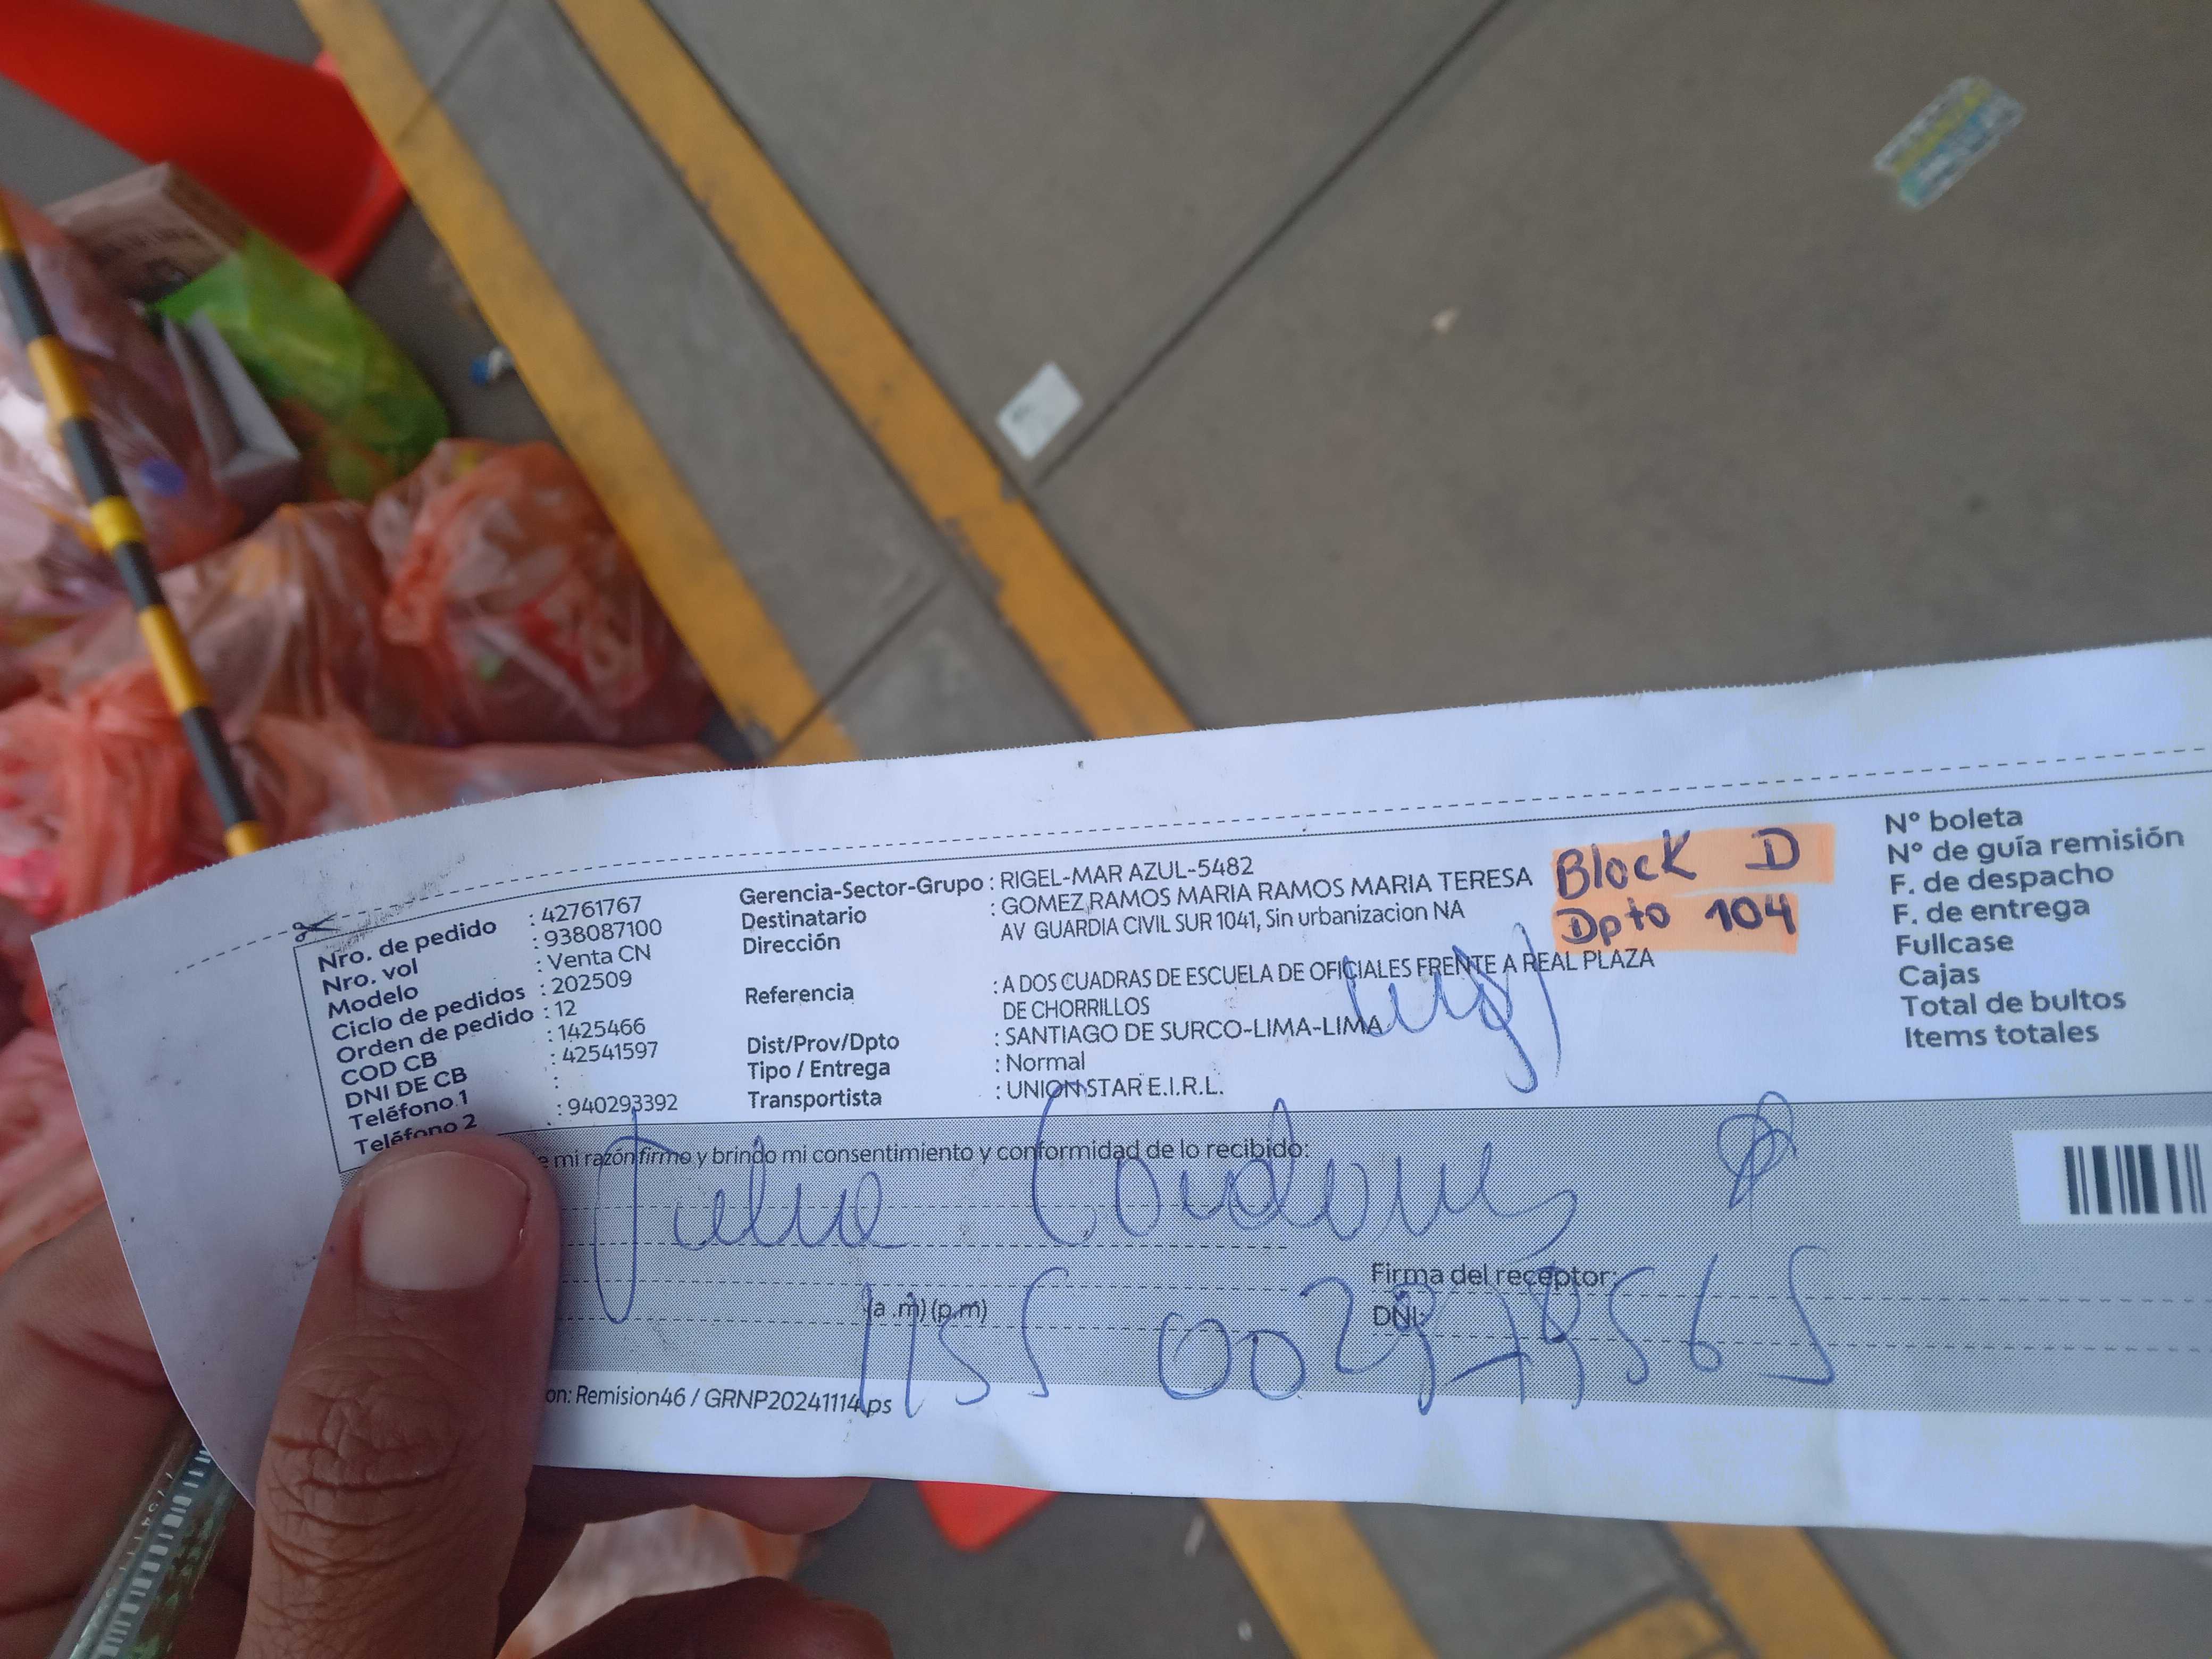 Nro. de pedido : 42761767
Nro. vol : 938087100
Modelo : Venta CN
Ciclo de pedidos : 202509
Orden de pedido : 12
COD CB : 1425466
DNI DE CB : 42541597
Teléfono 1 :
Teléfono 2 : 940293392
Gerencia-Sector-Grupo : RIGEL-MAR AZUL-5482
Destinatario : GOMEZ RAMOS MARIA RAMOS MARIA TERESA
Dirección AV GUARDIA CIVIL SUR 1041, Sin urbanizacion NA
Referencia : A DOS CUADRAS DE ESCUELA DE OFICIALES FRENTE A REAL PLAZA
DE CHORRILLOS
Dist/Prov/Dpto : SANTIAGO DE SURCO-LIMA-LIMA
Tipo / Entrega : Normal
Transportista : UNION STAR E.I.R.L.
Block D
Dpto 104
N° boleta
N° de guía remisión
F. de despacho
F. de entrega
Fullcase
Cajas
Total de bultos
Items totales
mi razón firmo y brindo mi consentimiento y conformidad de lo recibido:
Firma del receptor:
(a .m) (p.m)
DNI:
1155
on: Remision46 / GRNP20241114.ps